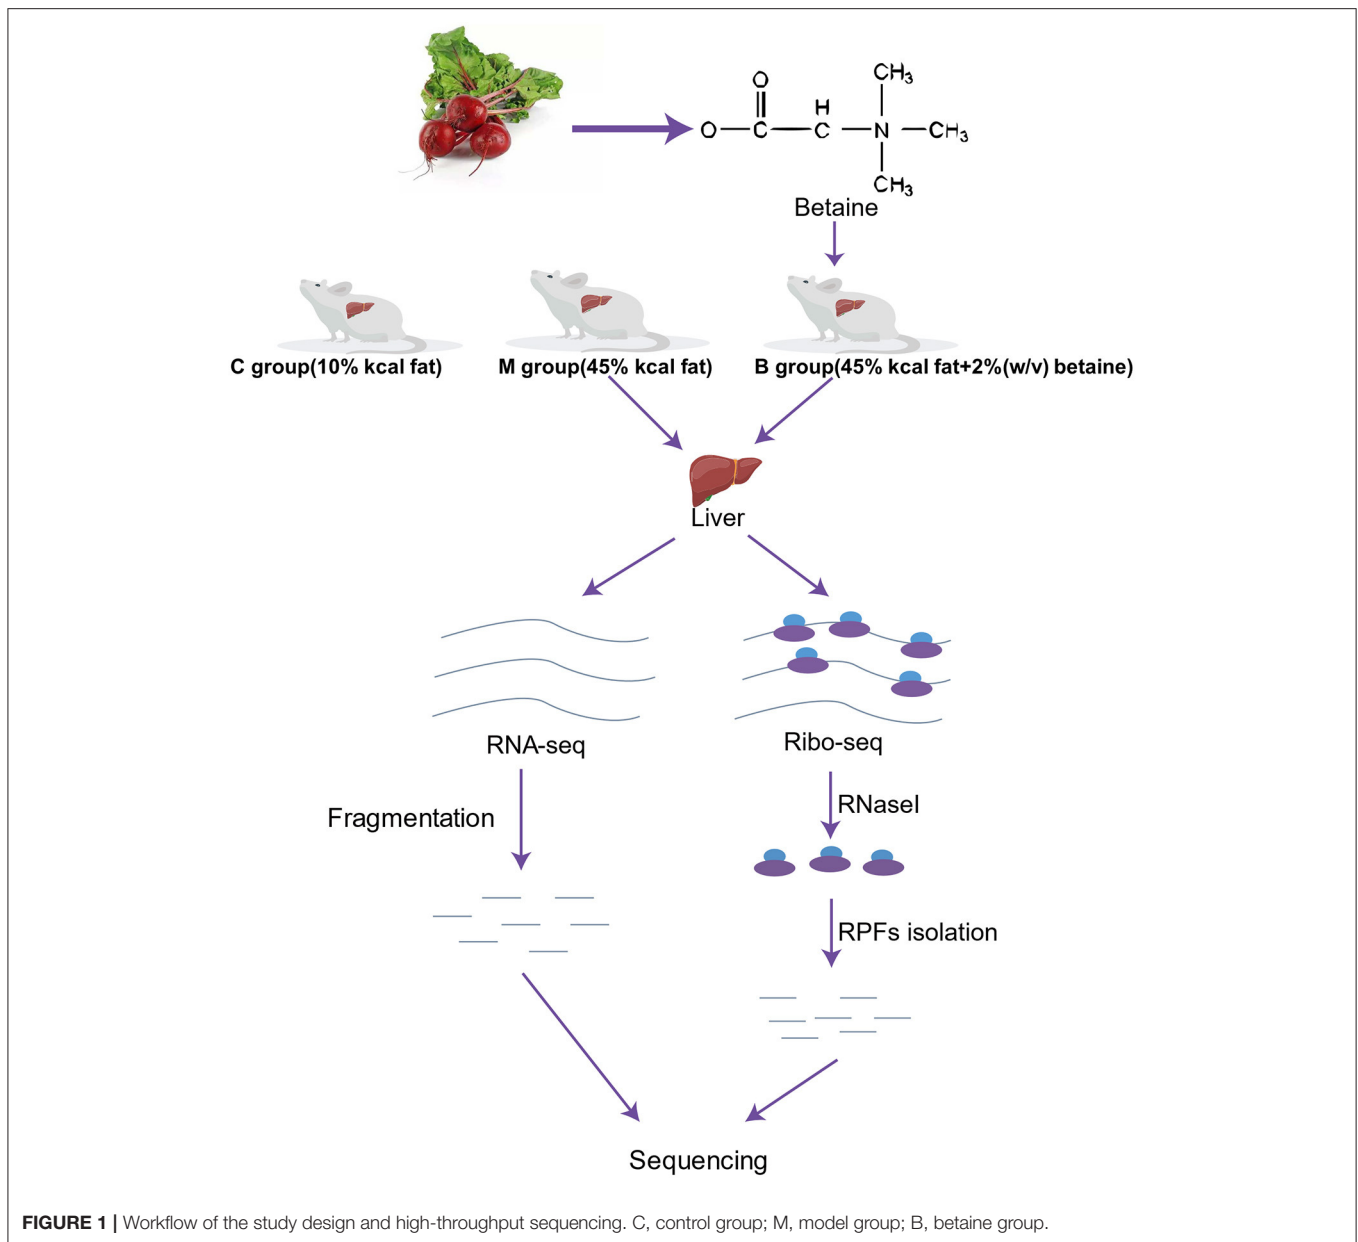 CH3
O
H
O
C
C
N
CH3
CH3
Betaine
C group(10% kcal fat)
M group(45% kcal fat)
B group(45% kcal fat+2%(w/v) betaine)
Liver
RNA-seq
Ribo-seq
Fragmentation
RNaseI
RPFs isolation
Sequencing
FIGURE 1 | Workflow of the study design and high-throughput sequencing. C, control group; M, model group; B, betaine group.